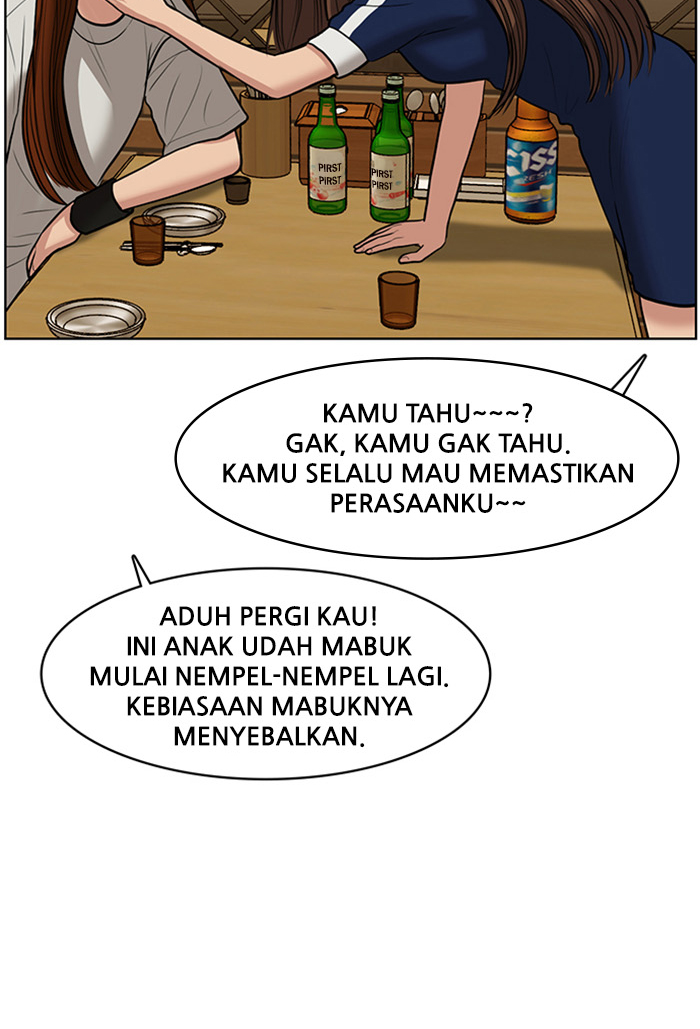 PIRST
PIRST
PIRST
PIRST
CISS
KAMU TAHU~~~?
GAK, KAMU GAK TAHU.
KAMU SELALU MAU MEMASTIKAN
PERASAANKU~~
ADUH PERGI KAU!
INI ANAK UDAH MABUK
MULAI NEMPEL-NEMPEL LAGI.
KEBIASAAN MABUKNYA
MENYEBALKAN.